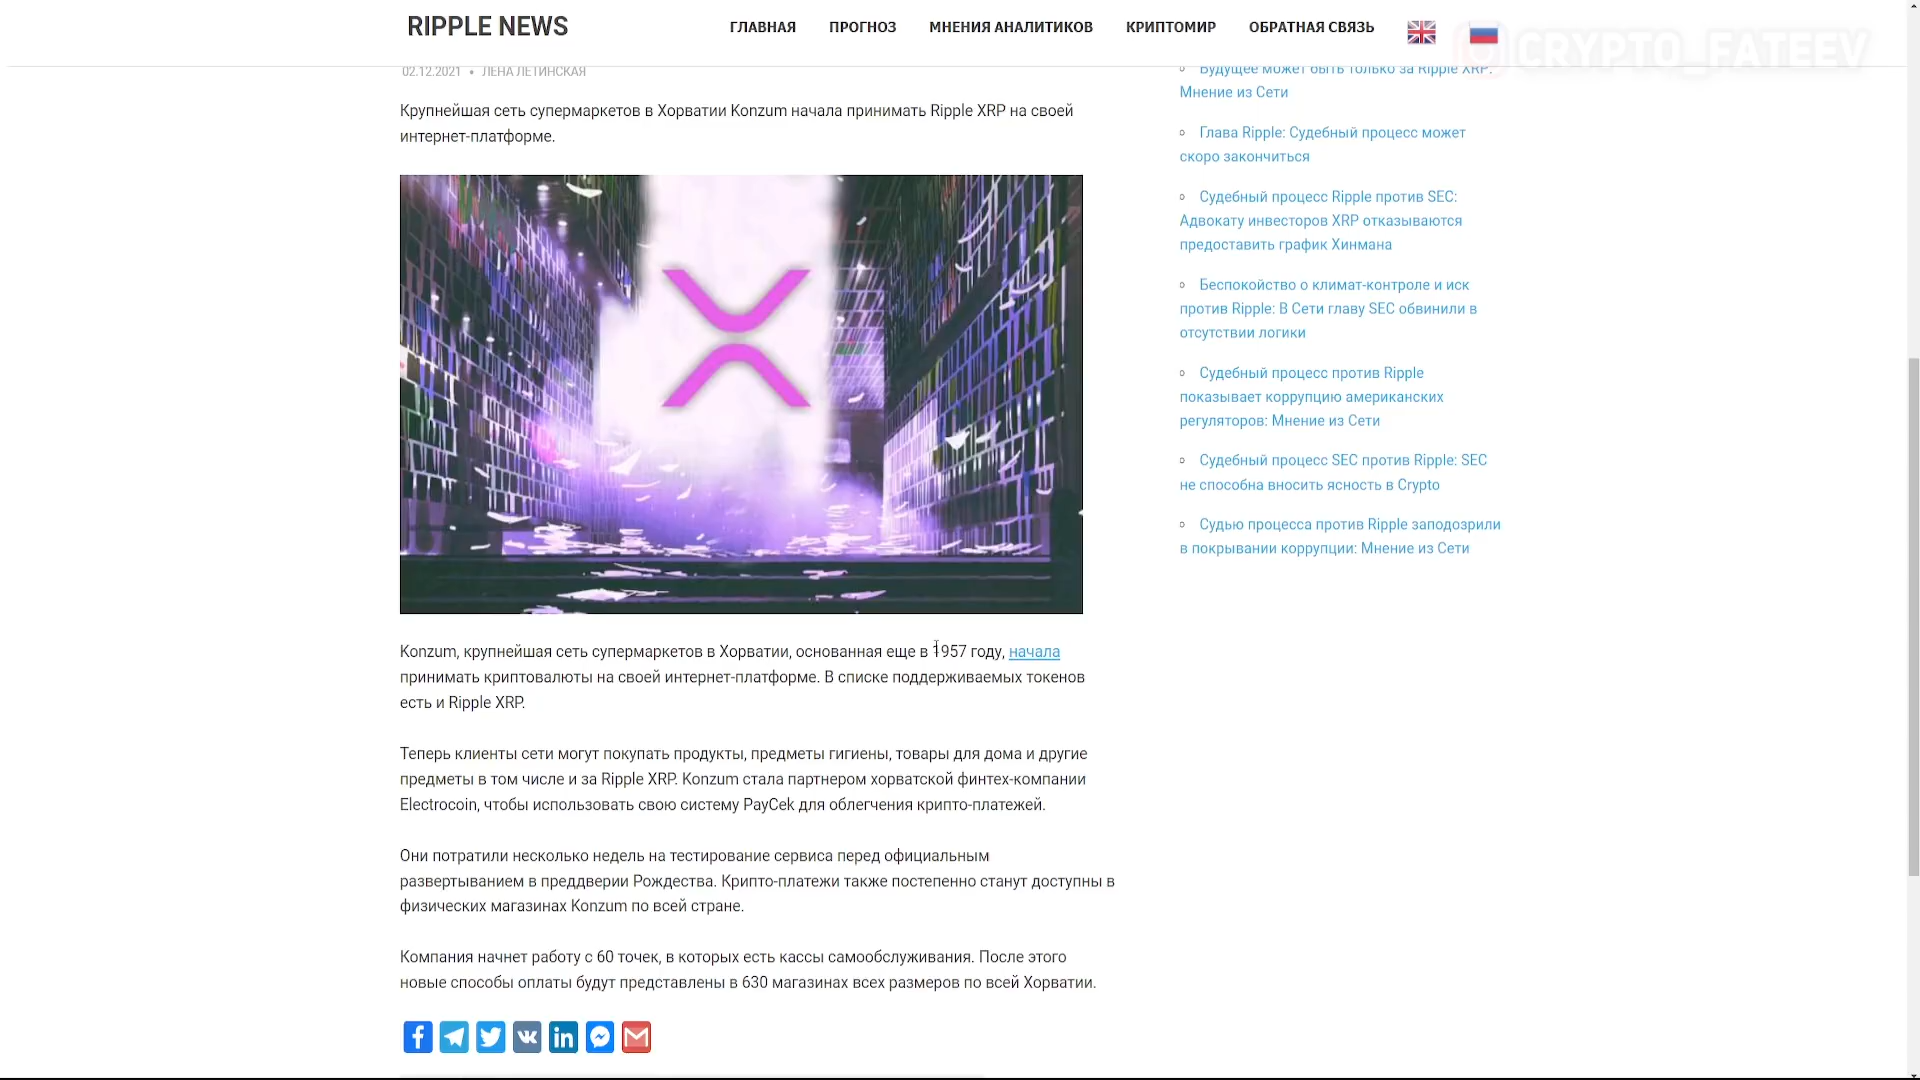 RIPPLE NEWS
ГЛАВНАЯ
ПРОГНОЗ
МНЕНИЯ АНАЛИТИКОВ
КРИПТОМИР
ОБРАТНАЯ СВЯЗЬ
CRYPTO_FATEEV
02.12.2021 • ЛЕНА ЛЕТИНСКАЯ
Крупнейшая сеть супермаркетов в Хорватии Konzum начала принимать Ripple XRP на своей
интернет-платформе.
Konzum, крупнейшая сеть супермаркетов в Хорватии, основанная еще в 1957 году, начала
принимать криптовалюты на своей интернет-платформе. В списке поддерживаемых токенов
есть и Ripple XRP.
Теперь клиенты сети могут покупать продукты, предметы гигиены, товары для дома и другие
предметы в том числе и за Ripple XRP. Konzum стала партнером хорватской финтех-компании
Electrocoin, чтобы использовать свою систему PayCek для облегчения крипто-платежей.
Они потратили несколько недель на тестирование сервиса перед официальным
развертыванием в преддверии Рождества. Крипто-платежи также постепенно станут доступны в
физических магазинах Konzum по всей стране.
Компания начнет работу с 60 точек, в которых есть кассы самообслуживания. После этого
новые способы оплаты будут представлены в 630 магазинах всех размеров по всей Хорватии.
Будущее может быть только за Ripple XRP:
Мнение из Сети
Глава Ripple: Судебный процесс может
скоро закончиться
Судебный процесс Ripple против SEC:
Адвокату инвесторов XRP отказываются
предоставить график Хинмана
Беспокойство о климат-контроле и иск
против Ripple: В Сети главу SEC обвинили в
отсутствии логики
Судебный процесс против Ripple
показывает коррупцию американских
регуляторов: Мнение из Сети
Судебный процесс SEC против Ripple: SEC
не способна вносить ясность в Crypto
Судью процесса против Ripple заподозрили
в покрывании коррупции: Мнение из Сети